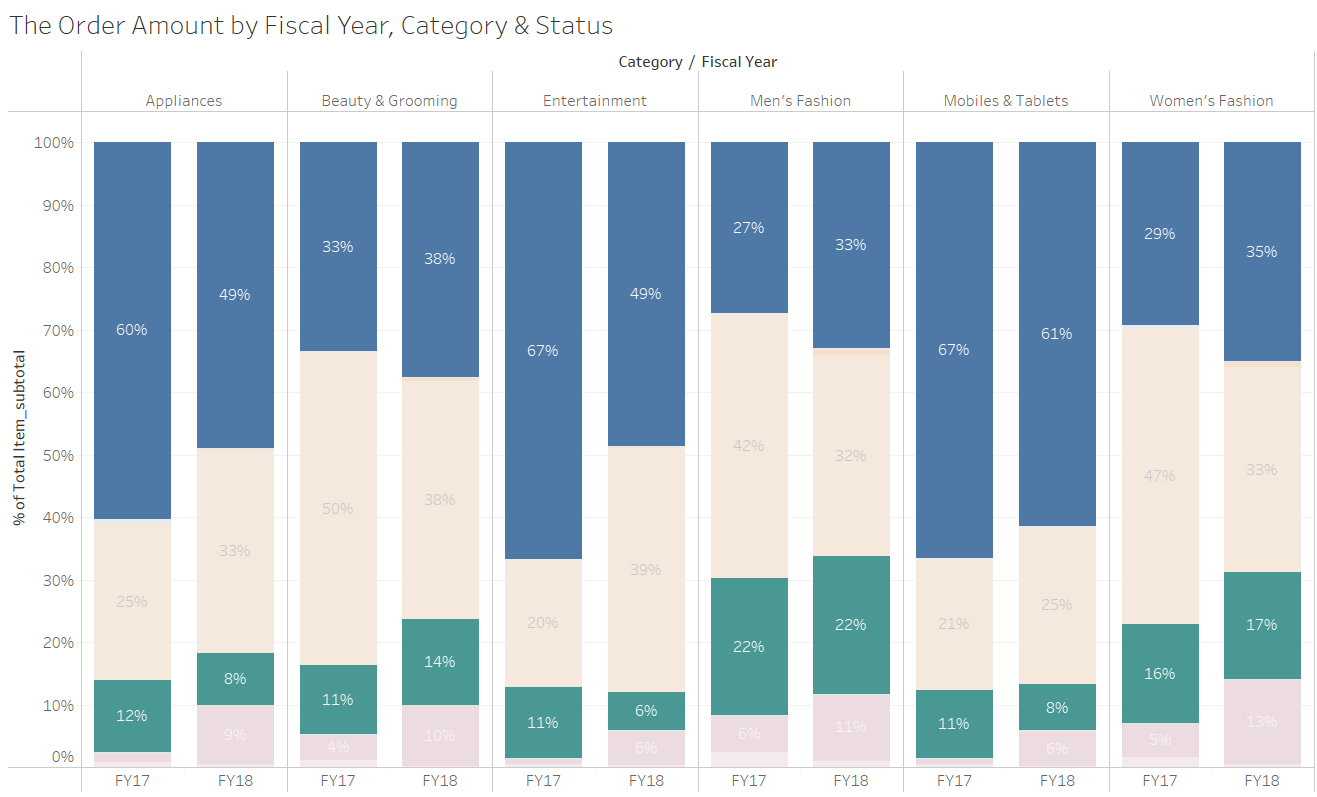 The Order Amount by Fiscal Year, Category & Status
Category / Fiscal Year
Appliances Beauty & Grooming Entertainment Men's Fashion Mobiles & Tablets Women's Fashion
% of Total Item_subtotal
100%
90%
80%
70%
60%
50%
40%
30%
20%
10%
0%
60% 25% 12%
49% 33% 8% 9%
33% 50% 11% 4%
38% 38% 14% 10%
67% 20% 11%
49% 39% 6% 6%
27% 42% 22% 6%
33% 32% 22% 11%
67% 21% 11%
61% 25% 8% 6%
29% 47% 16% 5%
35% 33% 17% 13%
FY17 FY18 FY17 FY18 FY17 FY18 FY17 FY18 FY17 FY18 FY17 FY18